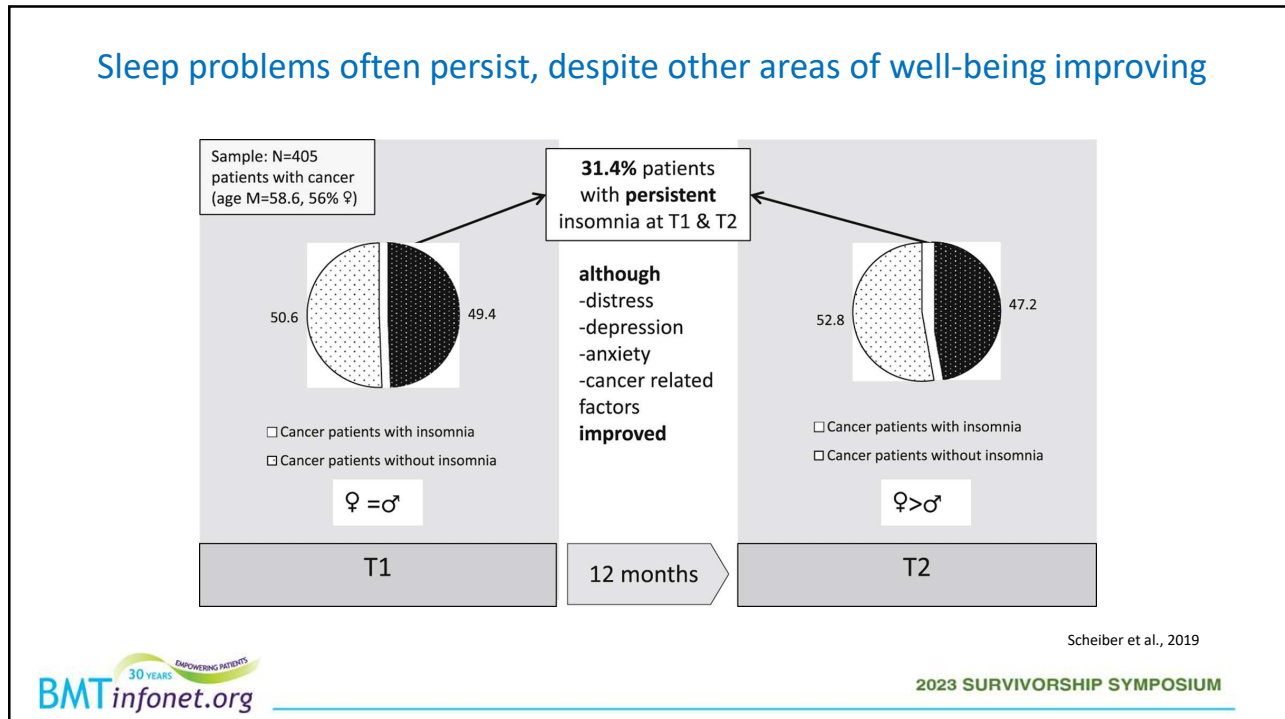 Sleep problems often persist, despite other areas of well-being improving
Sample: N=405
patients with cancer
(age M=58.6, 56% ♀)
31.4% patients
with persistent
insomnia at T1 & T2
50.6
49.4
although
-distress
-depression
-anxiety
-cancer related
factors
improved
52.8
47.2
Cancer patients with insomnia
Cancer patients without insomnia
♀ =♂
Cancer patients with insomnia
Cancer patients without insomnia
♀>♂
T1
12 months
T2
Scheiber et al., 2019
30 YEARS
EMPOWERING PATIENTS
BMTinfonet.org
2023 SURVIVORSHIP SYMPOSIUM